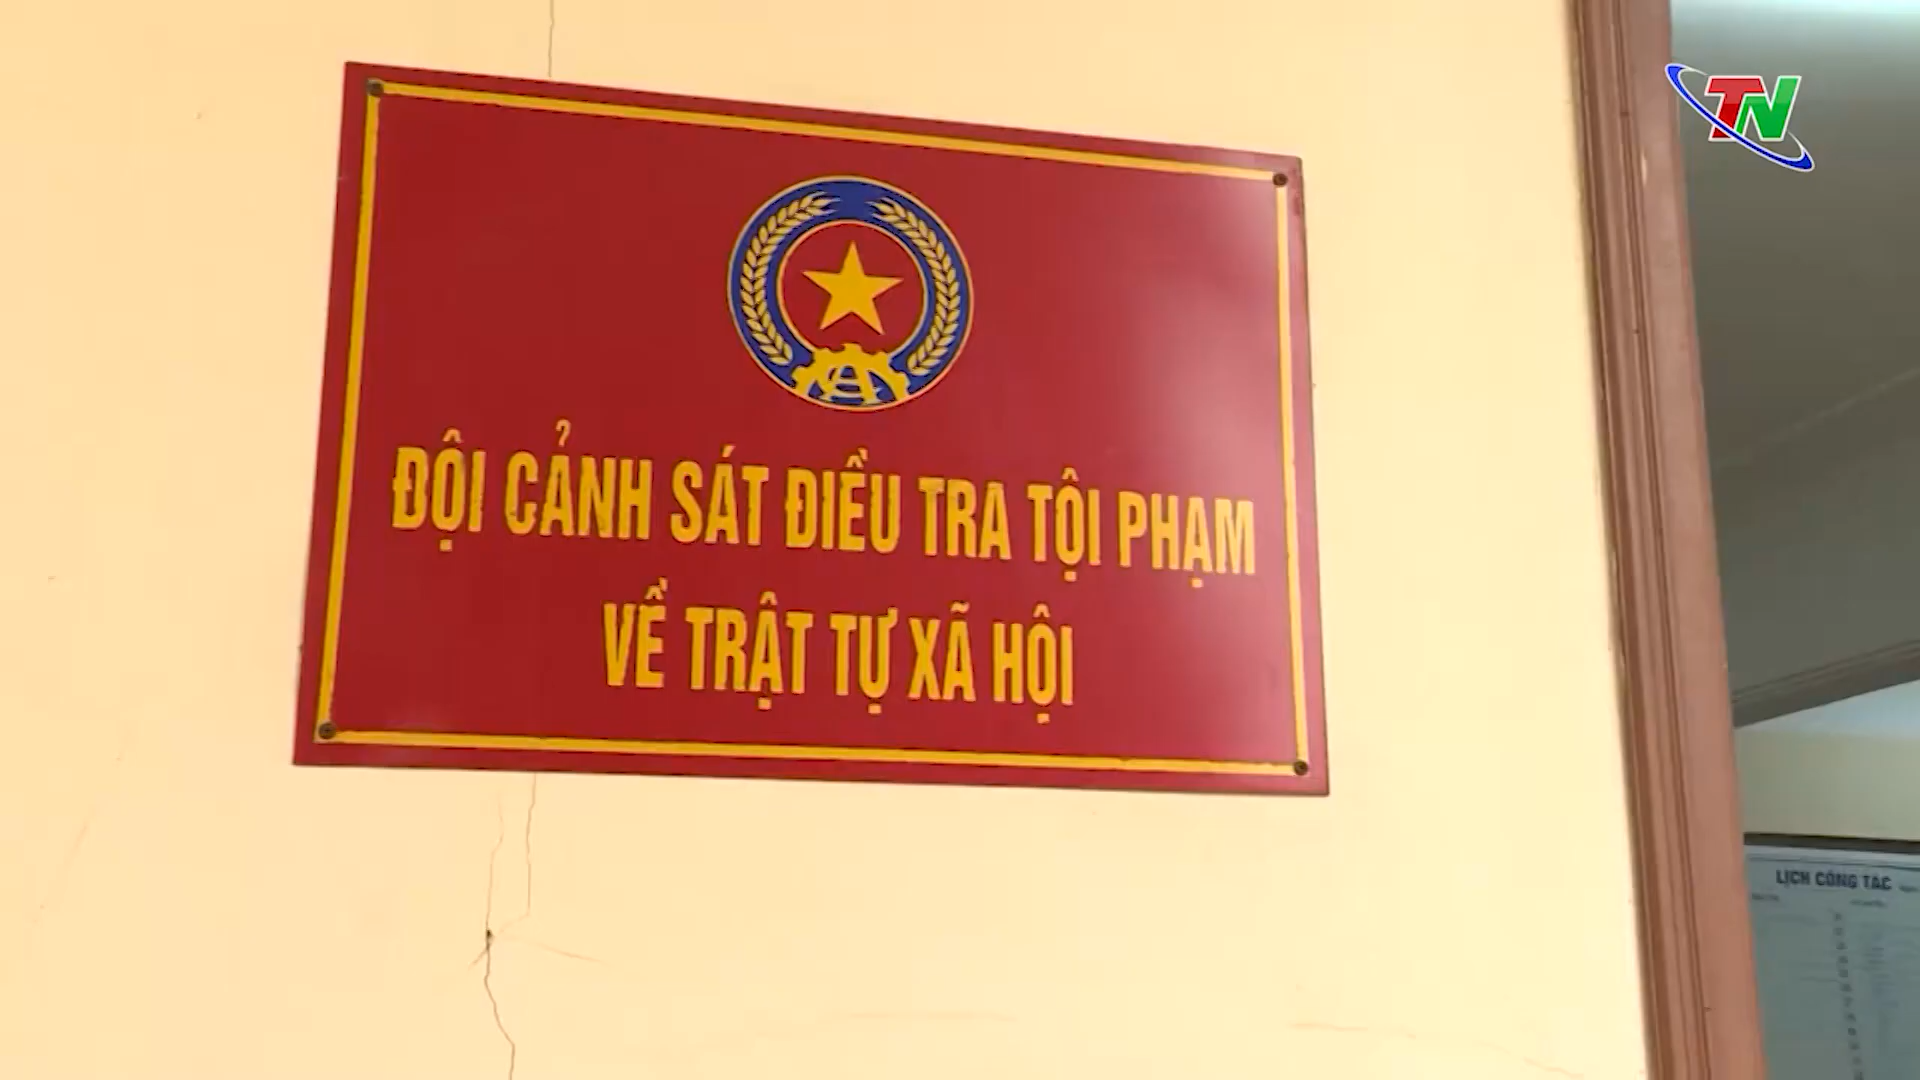 TN
ĐỘI CẢNH SÁT ĐIỀU TRA TỘI PHẠM
VỀ TRẬT TỰ XÃ HỘI
LỊCH CÔNG TÁC